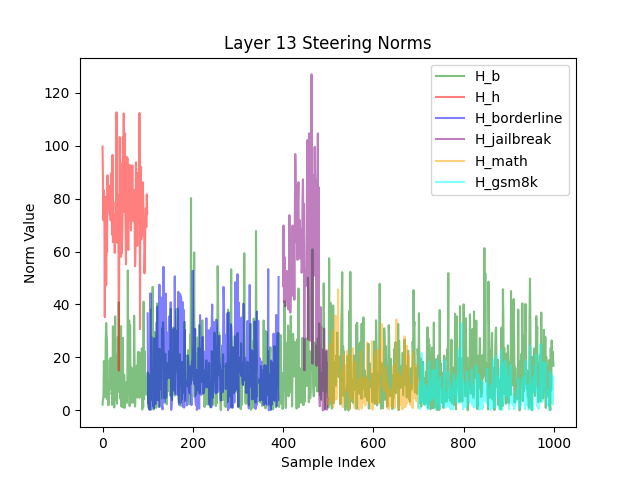 Layer 13 Steering Norms
H_b
H_h
H_borderline
H_jailbreak
H_math
H_gsm8k
Norm Value
120
100
80
60
40
20
0
0
200
400
600
800
1000
Sample Index